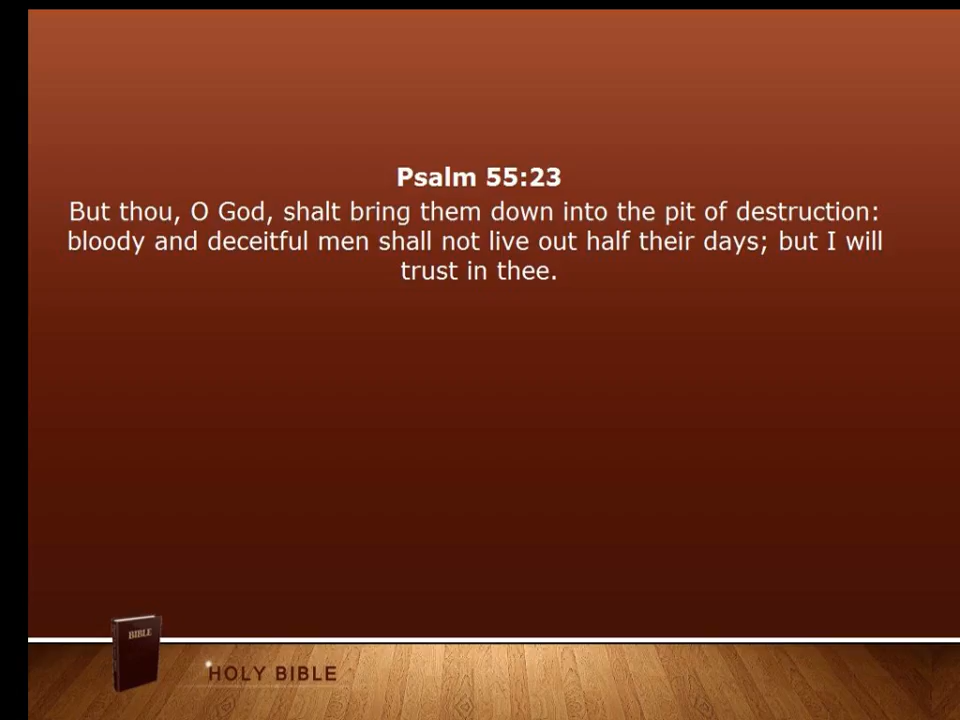 Psalm 55:23
But thou, O God, shalt bring them down into the pit of destruction:
bloody and deceitful men shall not live out half their days; but I will
trust in thee.
BIBLE
HOLY BIBLE